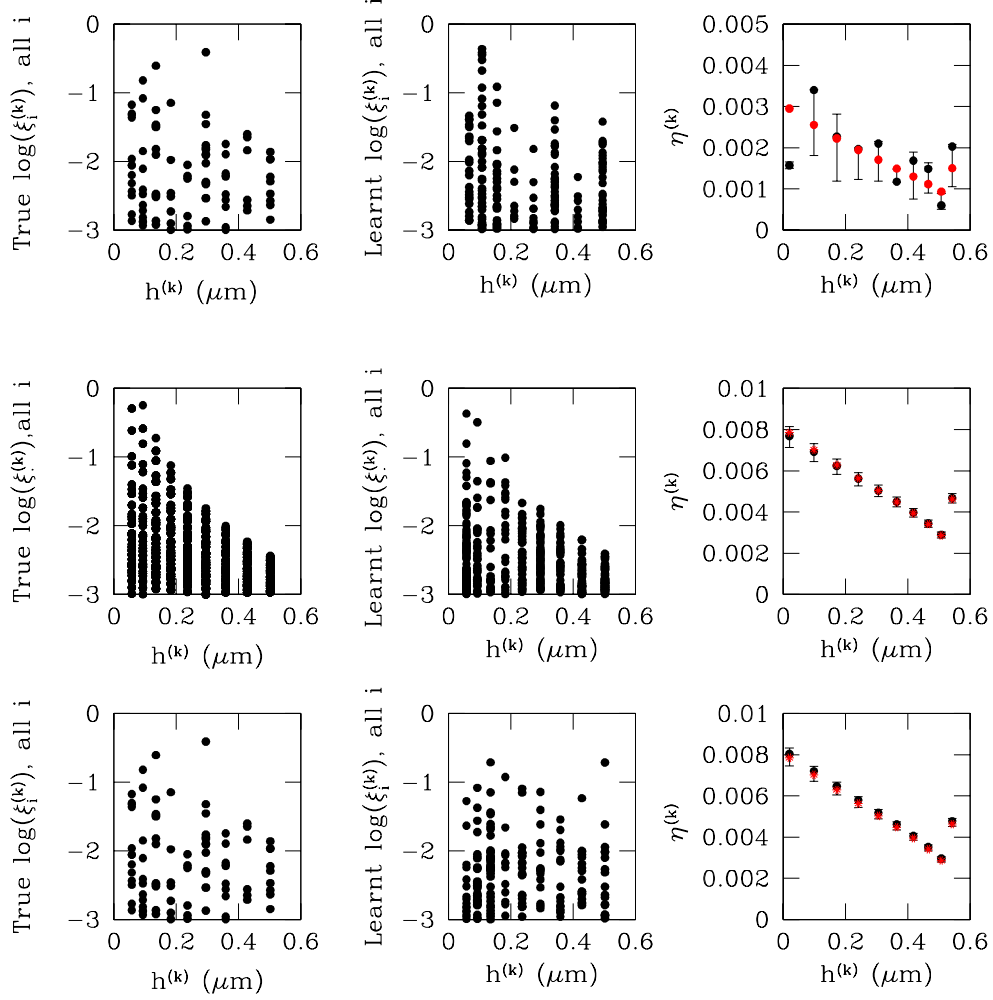 True log(ξᵢ⁽ᵏ⁾), all i
0
−1
−2
−3
0 0.2 0.4 0.6
h⁽ᵏ⁾ (μm)
Learnt log(ξᵢ⁽ᵏ⁾), all i
0
−1
−2
−3
0 0.2 0.4 0.6
h⁽ᵏ⁾ (μm)
η⁽ᵏ⁾
0.005
0.004
0.003
0.002
0.001
0
0 0.2 0.4 0.6
h⁽ᵏ⁾ (μm)
True log(ξ⁽ᵏ⁾),all i
0
−1
−2
−3
0 0.2 0.4 0.6
h⁽ᵏ⁾ (μm)
Learnt log(ξ⁽ᵏ⁾), all i
0
−1
−2
−3
0 0.2 0.4 0.6
h⁽ᵏ⁾ (μm)
η⁽ᵏ⁾
0.01
0.008
0.006
0.004
0.002
0
0 0.2 0.4 0.6
h⁽ᵏ⁾ (μm)
True log(ξᵢ⁽ᵏ⁾), all i
0
−1
−2
−3
0 0.2 0.4 0.6
h⁽ᵏ⁾ (μm)
Learnt log(ξᵢ⁽ᵏ⁾), all i
0
−1
−2
−3
0 0.2 0.4 0.6
h⁽ᵏ⁾ (μm)
η⁽ᵏ⁾
0.01
0.008
0.006
0.004
0.002
0
0 0.2 0.4 0.6
h⁽ᵏ⁾ (μm)